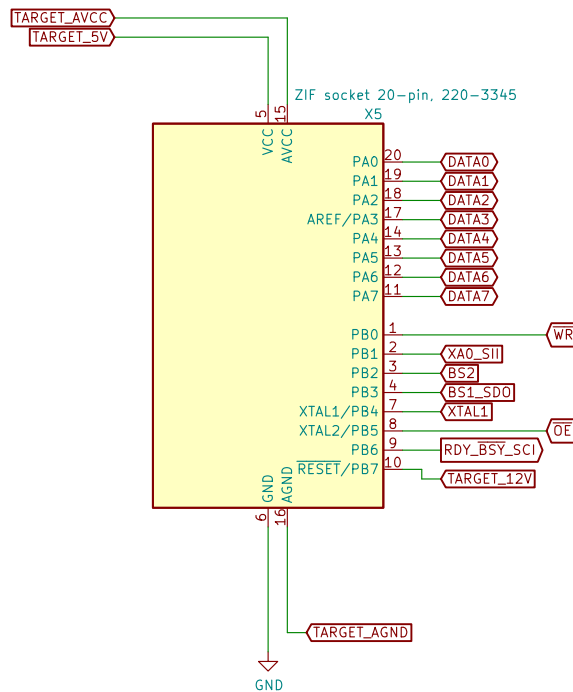 TARGET_AVCC
TARGET_5V
ZIF socket 20-pin, 220-3345
X5
5 15
VCC AVCC
PA0 20 DATA0
PA1 19 DATA1
PA2 18 DATA2
AREF/PA3 17 DATA3
PA4 14 DATA4
PA5 13 DATA5
PA6 12 DATA6
PA7 11 DATA7
PB0 1 WR
PB1 2 XA0_SII
PB2 3 BS2
PB3 4 BS1_SDO
XTAL1/PB4 7 XTAL1
XTAL2/PB5 8 OE
PB6 9 RDY_BSY_SCI
RESET/PB7 10 TARGET_12V
GND AGND
6 16
TARGET_AGND
GND